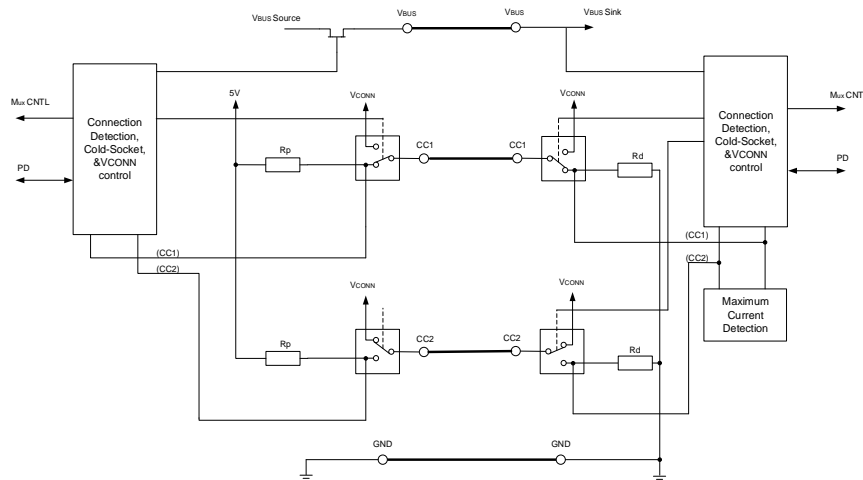 VBUS Source
VBUS
VBUS
VBUS Sink
Mux CNTL
PD
Connection
Detection,
Cold-Socket,
&VCONN
control
5V
VCONN
VCONN
Rp
CC1
CC1
Rd
Connection
Detection,
Cold-Socket,
&VCONN
control
Mux CNT
PD
(CC1)
(CC2)
(CC1)
(CC2)
Maximum
Current
Detection
VCONN
VCONN
Rp
CC2
CC2
Rd
GND
GND